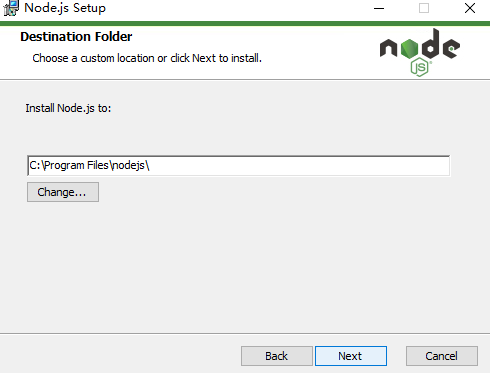 Node.js Setup
Destination Folder
Choose a custom location or click Next to install.
node
JS
Install Node.js to:
C:\Program Files\nodejs\
Change...
Back
Next
Cancel